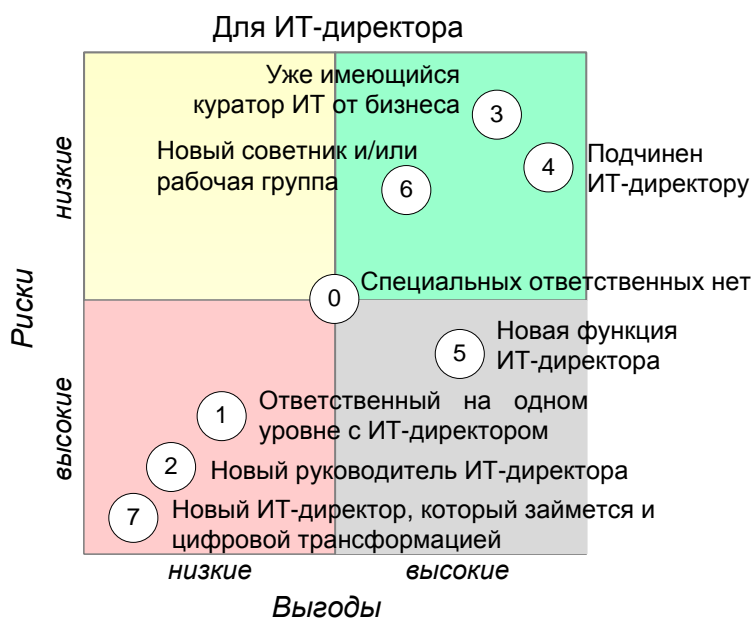 Для ИТ-директора
Уже имеющийся
куратор ИТ от бизнеса
3
Новый советник и/или
рабочая группа
6
4
Подчинен
ИТ-директору
низкие
Риски
0
Специальных ответственных нет
5
Новая функция
ИТ-директора
высокие
1
Ответственный на одном
уровне с ИТ-директором
2
Новый руководитель ИТ-директора
7
Новый ИТ-директор, который займется и
цифровой трансформацией
низкие
высокие
Выгоды